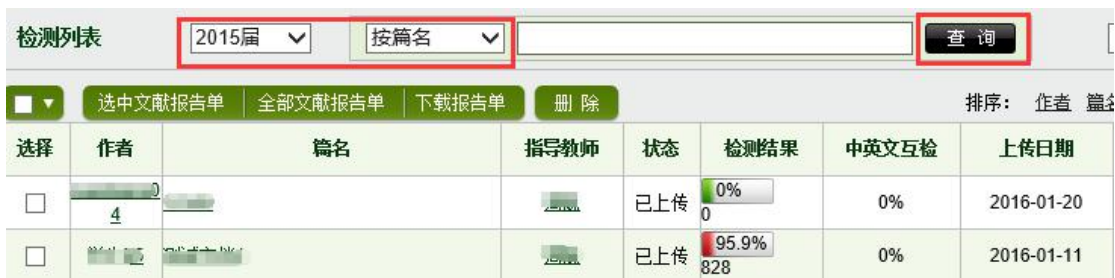 检测列表 2015届 按篇名 查 询
选中文献报告单 全部文献报告单 下载报告单 删 除 排序： 作者 篇名
选择 作者 篇名 指导教师 状态 检测结果 中英文互检 上传日期
04 已上传 0% 0 0% 2016-01-20
已上传 95.9% 828 0% 2016-01-11